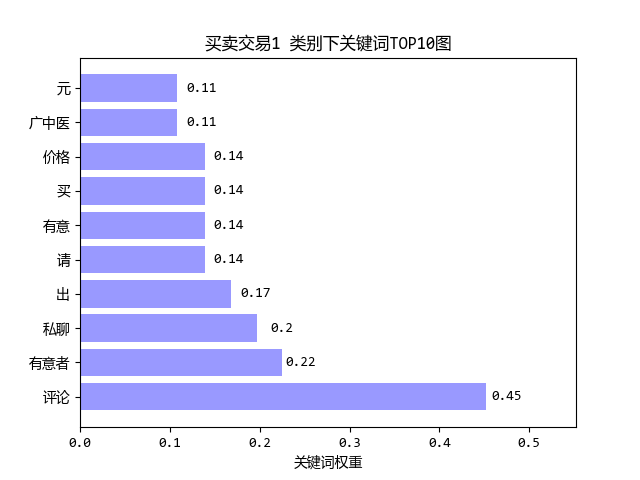 买卖交易1 类别下关键词TOP10图
元 0.11
广中医 0.11
价格 0.14
买 0.14
有意 0.14
请 0.14
出 0.17
私聊 0.2
有意者 0.22
评论 0.45
0.0 0.1 0.2 0.3 0.4 0.5
关键词权重